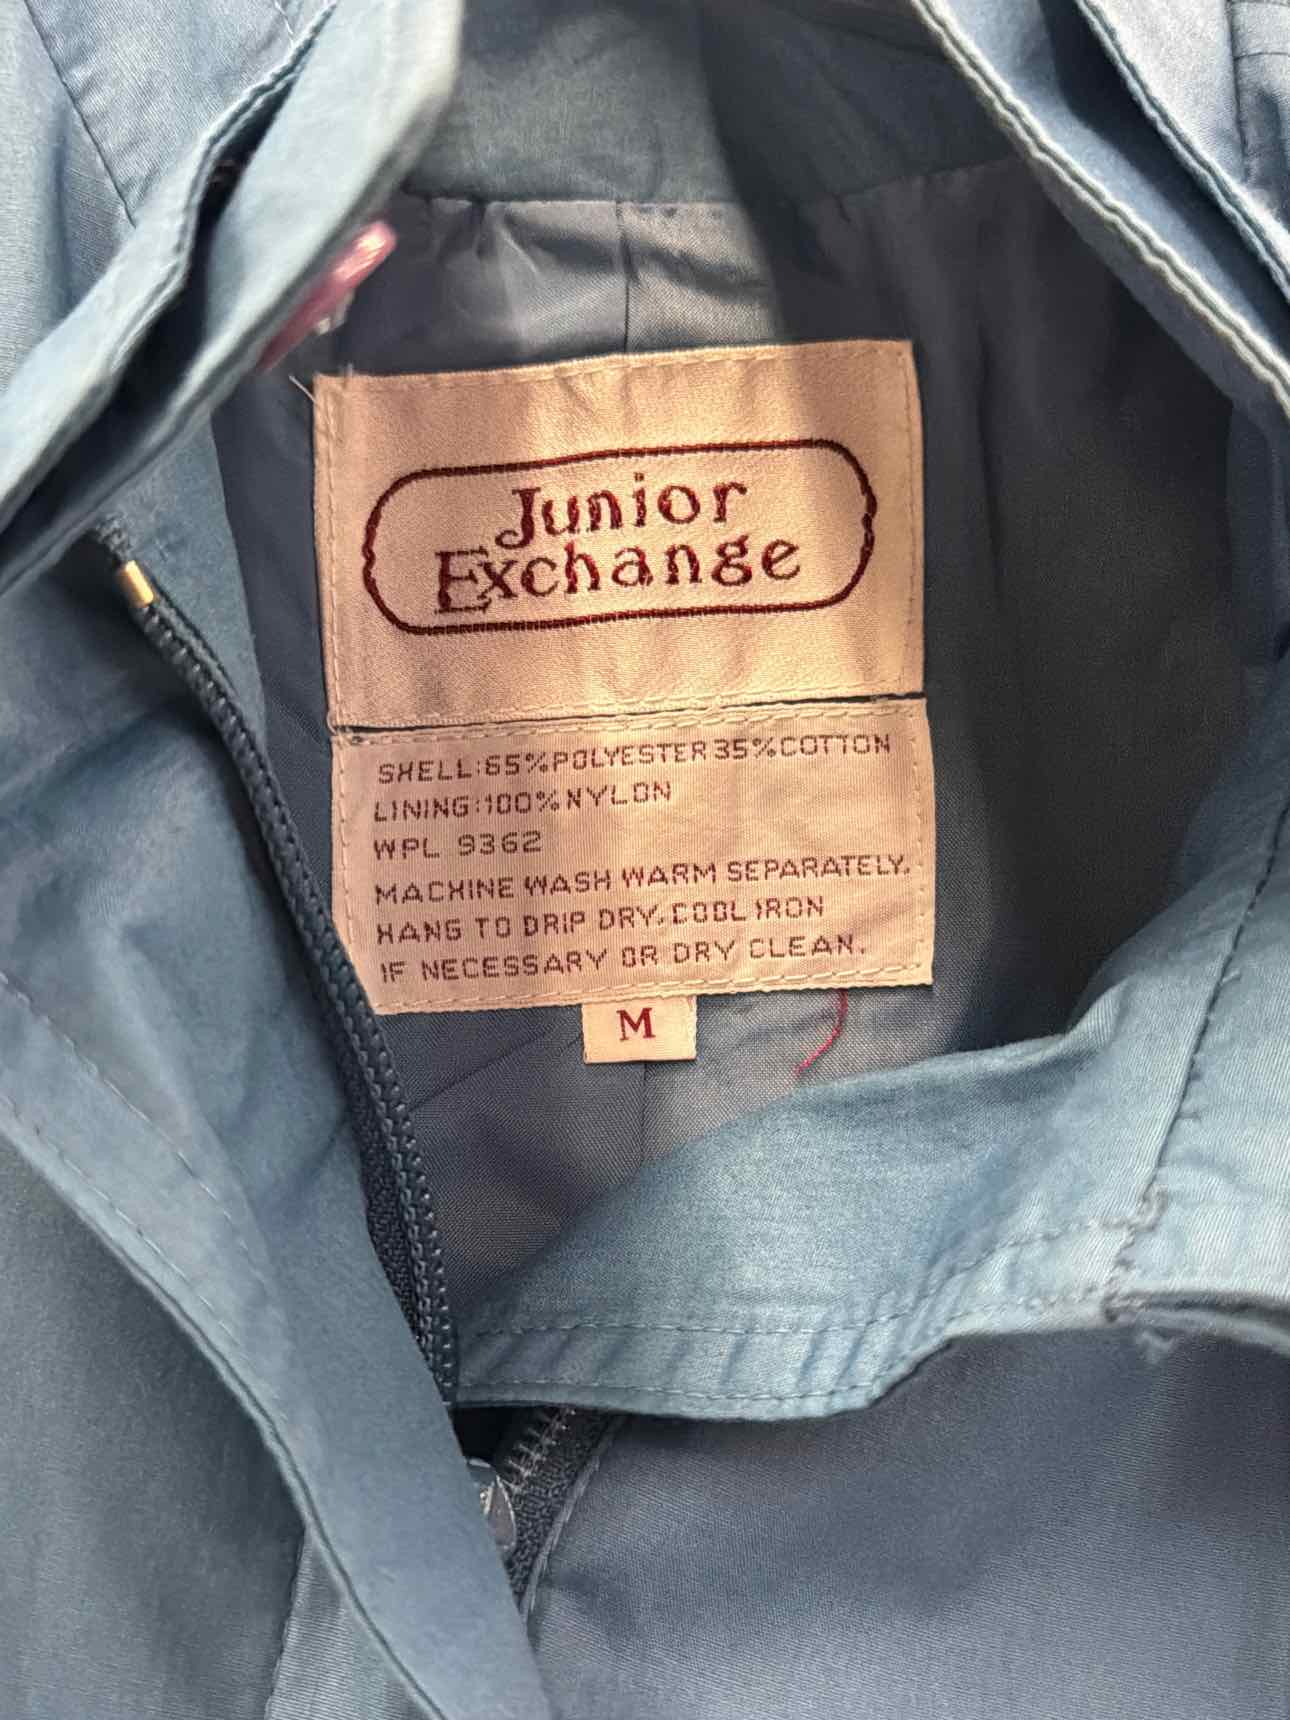 Junior
Exchange
SHELL:65%POLYESTER 35%COTTON
LINING:100%NYLON
WPL 9362
MACHINE WASH WARM SEPARATELY.
HANG TO DRIP DRY. COOL IRON
IF NECESSARY OR DRY CLEAN.
M